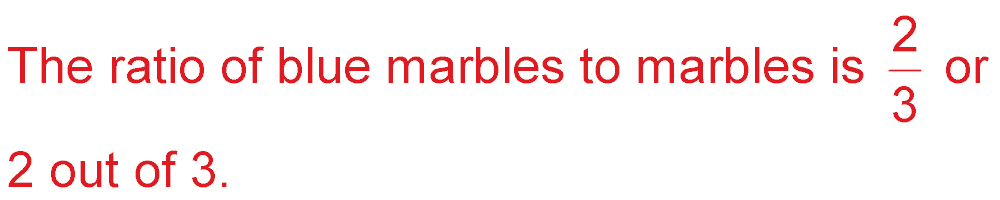 The ratio of blue marbles to marbles is 2/3 or
2 out of 3.